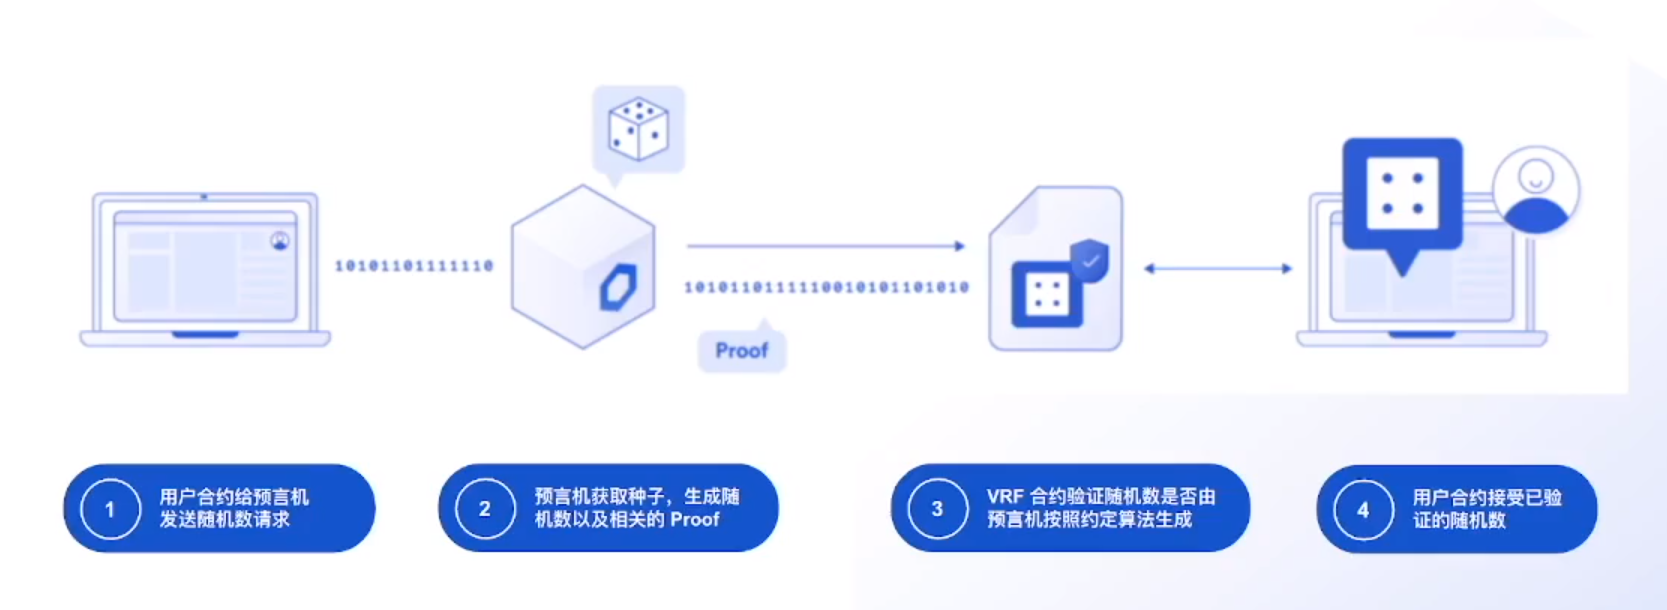 10101101111110
1010110111110010101101010
Proof
1
用户合约给预言机
发送随机数请求
2
预言机获取种子，生成随
机数以及相关的 Proof
3
VRF 合约验证随机数是否由
预言机按照约定算法生成
4
用户合约接受已验
证的随机数